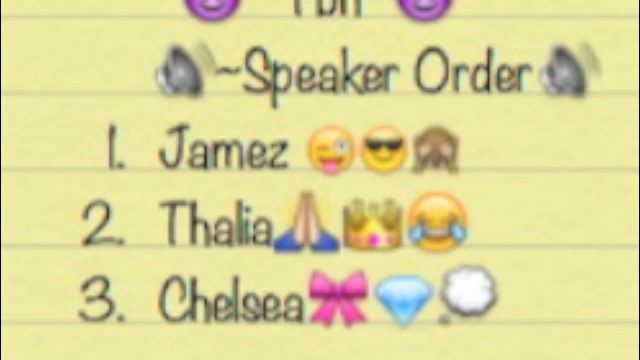 🔊~Speaker Order🔊
1. Jamez 😜😎🙈
2. Thalia🙏👑😂
3. Chelsea🎀💎💭